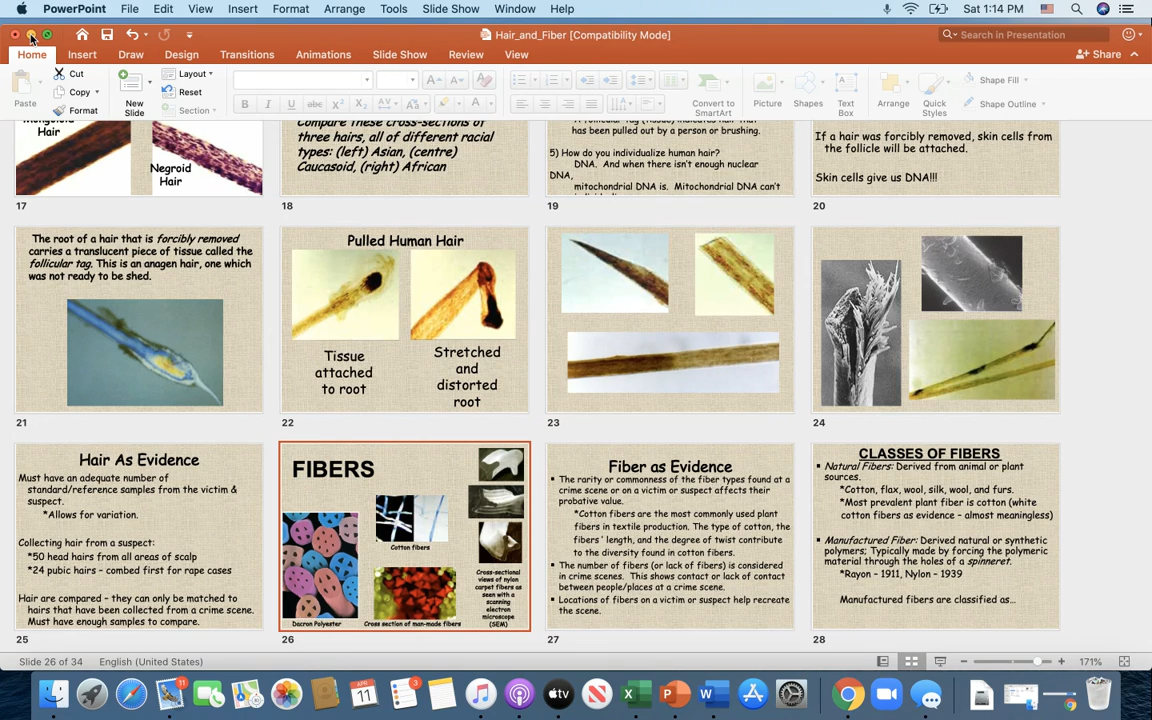 PowerPoint File Edit View Insert Format Arrange Tools Slide Show Window Help Sat 1:14 PM
Hair_and_Fiber [Compatibility Mode]
Search in Presentation
Home Insert Draw Design Transitions Animations Slide Show Review View Share
Paste
Cut
Copy
Format
New
Slide
Layout
Reset
Section
B I U abc X² X₂ AV Aa A
Convert to
SmartArt
Picture
Shapes
Text
Box
Arrange
Quick
Styles
Shape Fill
Shape Outline
Hair
Negroid
Hair
17
Compare these cross-sections of
three hairs, all of different racial
types: (left) Asian, (centre)
Caucasoid, (right) African
18
has been pulled out by a person or brushing.
5) How do you individualize human hair?
DNA. And when there isn't enough nuclear
DNA,
mitochondrial DNA is. Mitochondrial DNA can't
19
If a hair was forcibly removed, skin cells from
the follicle will be attached.
Skin cells give us DNA!!!
20
The root of a hair that is forcibly removed
carries a translucent piece of tissue called the
follicular tag. This is an anagen hair, one which
was not ready to be shed.
21
Pulled Human Hair
Tissue
attached
to root
Stretched
and
distorted
root
22
23
24
Hair As Evidence
Must have an adequate number of
standard/reference samples from the victim &
suspect.
*Allows for variation.
Collecting hair from a suspect:
*50 head hairs from all areas of scalp
*24 pubic hairs – combed first for rape cases
Hair are compared – they can only be matched to
hairs that have been collected from a crime scene.
Must have enough samples to compare.
25
FIBERS
Cotton fibers
Dacron Polyester
Cross section of man-made fibers
Cross-sectional
views of nylon
carpet fibers as
seen with a
scanning
electron
microscope
(SEM)
26
Fiber as Evidence
▪ The rarity or commonness of the fiber types found at a
crime scene or on a victim or suspect affects their
probative value.
*Cotton fibers are the most commonly used plant
fibers in textile production. The type of cotton, the
fibers ' length, and the degree of twist contribute
to the diversity found in cotton fibers.
▪ The number of fibers (or lack of fibers) is considered
in crime scenes. This shows contact or lack of contact
between people/places at a crime scene.
▪ Locations of fibers on a victim or suspect help recreate
the scene.
27
CLASSES OF FIBERS
▪ Natural Fibers: Derived from animal or plant
sources.
*Cotton, flax, wool, silk, wool, and furs.
*Most prevalent plant fiber is cotton (white
cotton fibers as evidence – almost meaningless)
▪ Manufactured Fiber: Derived natural or synthetic
polymers; Typically made by forcing the polymeric
material through the holes of a spinneret.
*Rayon – 1911, Nylon – 1939
Manufactured fibers are classified as…
28
Slide 26 of 34 English (United States) 171%
11
APR
11
3
tv
X
P
W